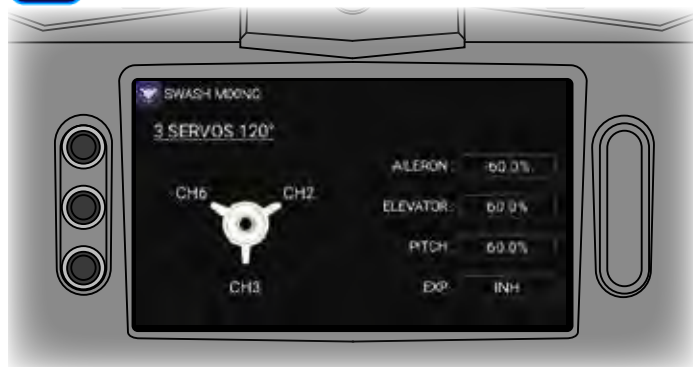 SWASH MIXING
3 SERVOS 120°
AILERON -60.0%
CH6 CH2
ELEVATOR 60.0%
PITCH 60.0%
CH3
EXP INH